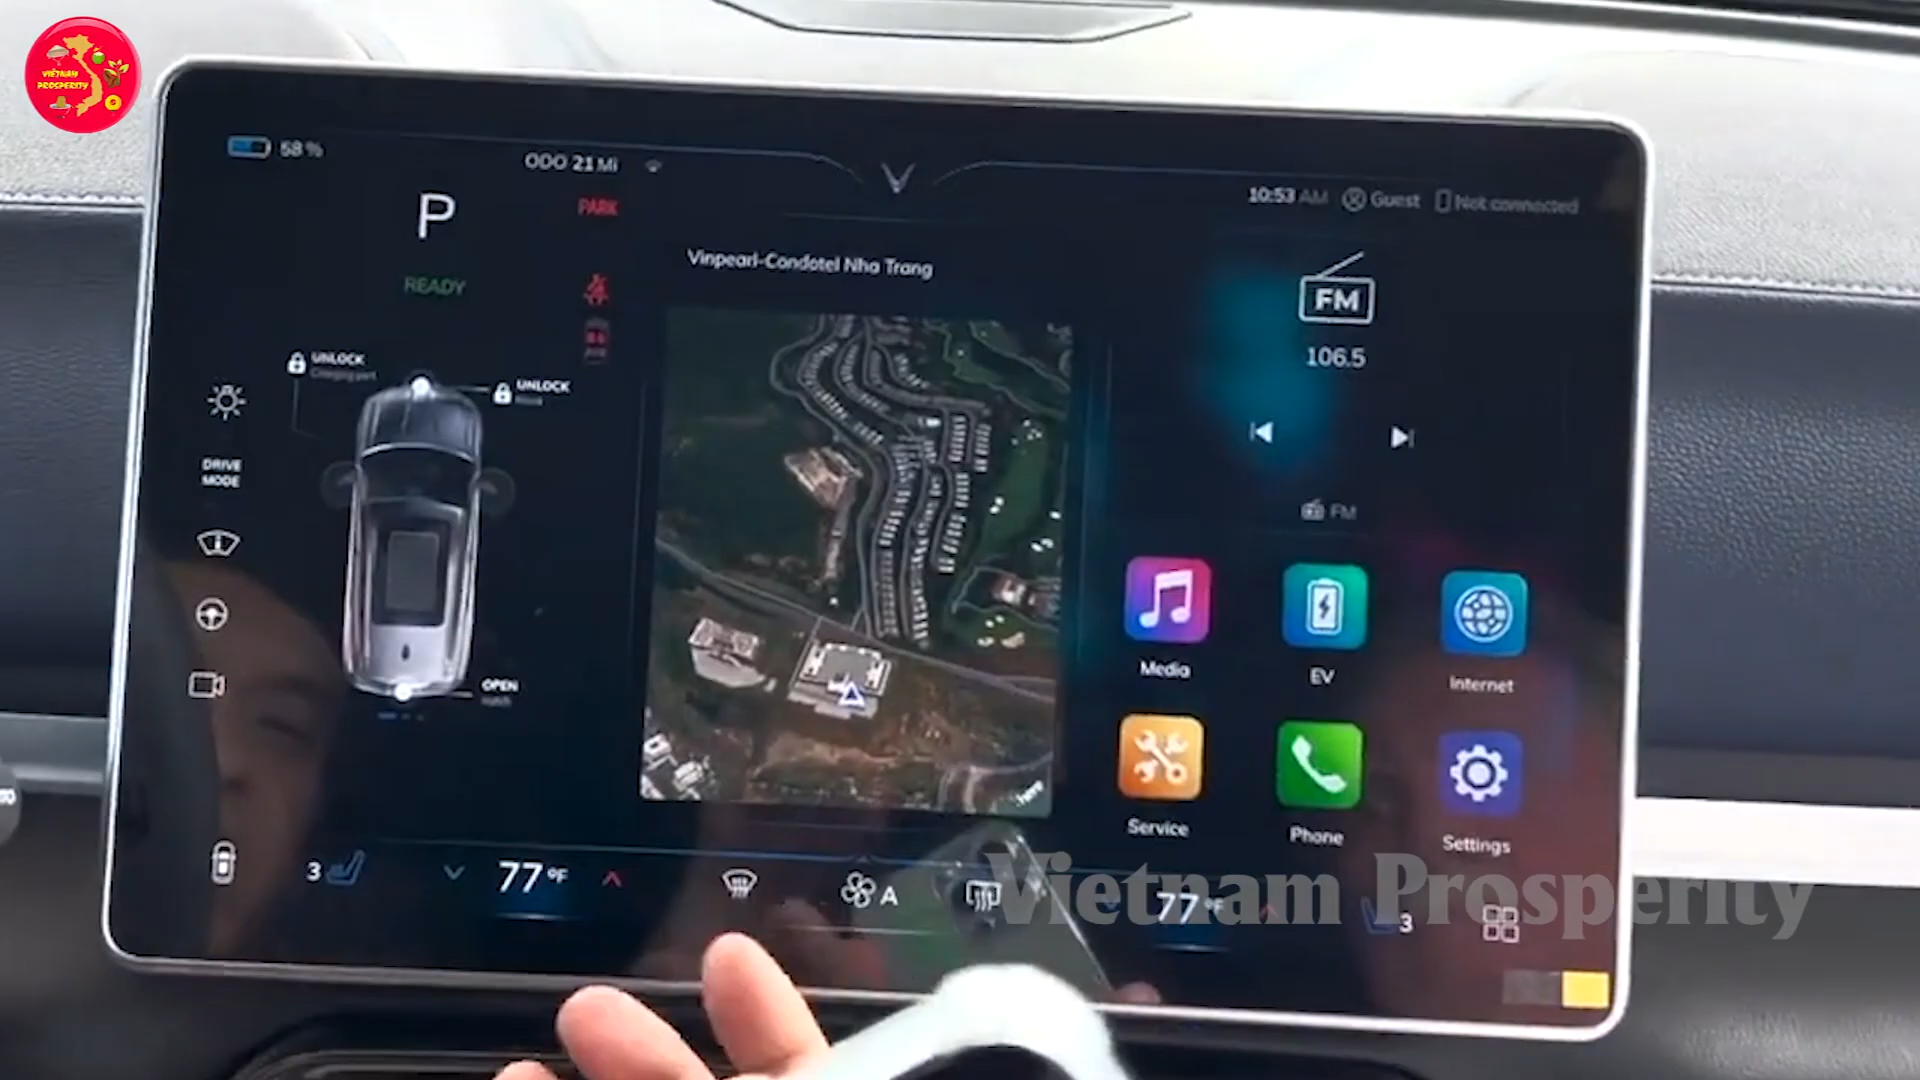 VIETNAM
PROSPERITY
58 %
ODO 21 Mi
10:53 AM
Guest
Not connected
P
PARK
READY
Vinpearl-Condotel Nha Trang
FM
106.5
UNLOCK
Charging port
UNLOCK
DRIVE
MODE
FM
OPEN
Hatch
Media
EV
Internet
Service
Phone
Settings
here
3
77 °F
A
77 °F
3
Vietnam Prosperity